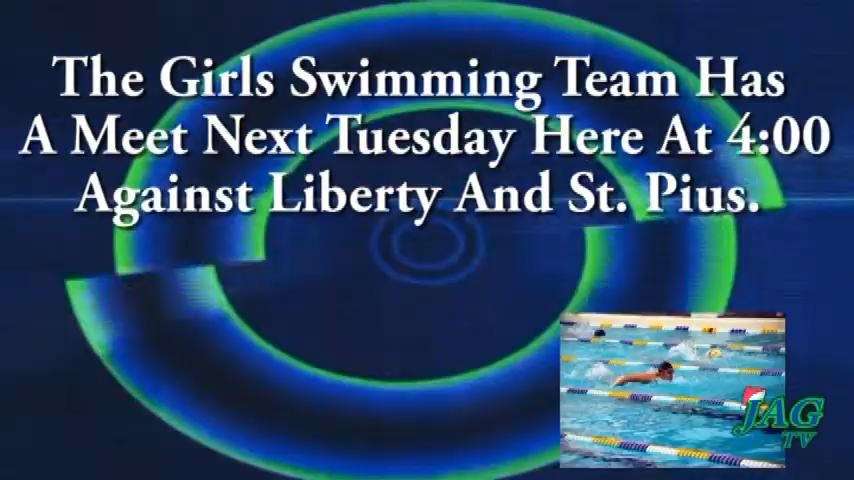 The Girls Swimming Team Has
A Meet Next Tuesday Here At 4:00
Against Liberty And St. Pius.
JAG
TV